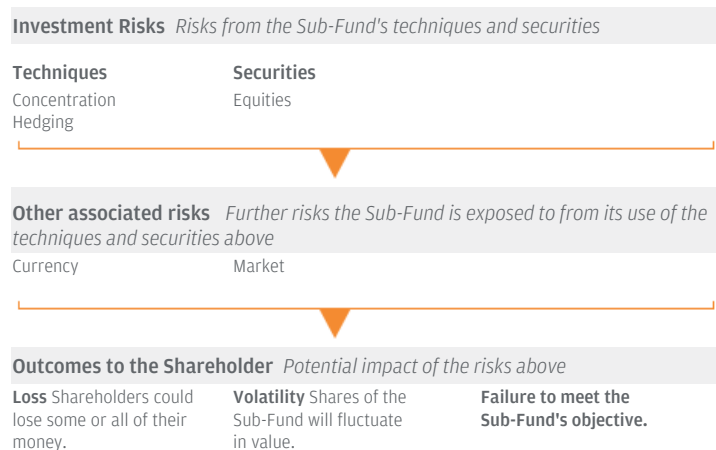 Investment Risks Risks from the Sub-Fund's techniques and securities
Techniques
Concentration
Hedging
Securities
Equities
Other associated risks Further risks the Sub-Fund is exposed to from its use of the
techniques and securities above
Currency
Market
Outcomes to the Shareholder Potential impact of the risks above
Loss Shareholders could
lose some or all of their
money.
Volatility Shares of the
Sub-Fund will fluctuate
in value.
Failure to meet the
Sub-Fund's objective.